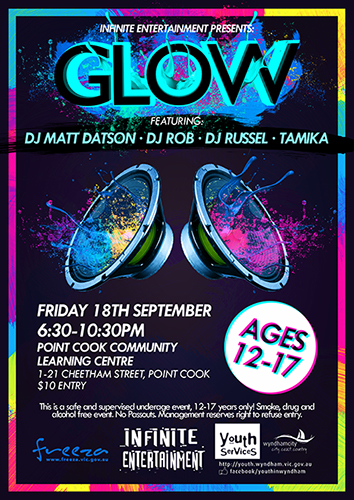 INFINITE ENTERTAINMENT PRESENTS:
GLOW
FEATURING:
DJ MATT DATSON · DJ ROB · DJ RUSSEL · TAMIKA
FRIDAY 18TH SEPTEMBER
6:30-10:30PM
POINT COOK COMMUNITY
LEARNING CENTRE
1-21 CHEETHAM STREET, POINT COOK
$10 ENTRY
AGES
12-17
This is a safe and supervised underage event, 12-17 years only! Smoke, drug and
alcohol free event. No Passouts. Management reserves right to refuse entry.
freeza
www.freeza.vic.gov.au
INFINITE
ENTERTAINMENT
Youth
Services
wyndhamcity
city. coast. country
http://youth.wyndham.vic.gov.au
facebook/youthinwyndham